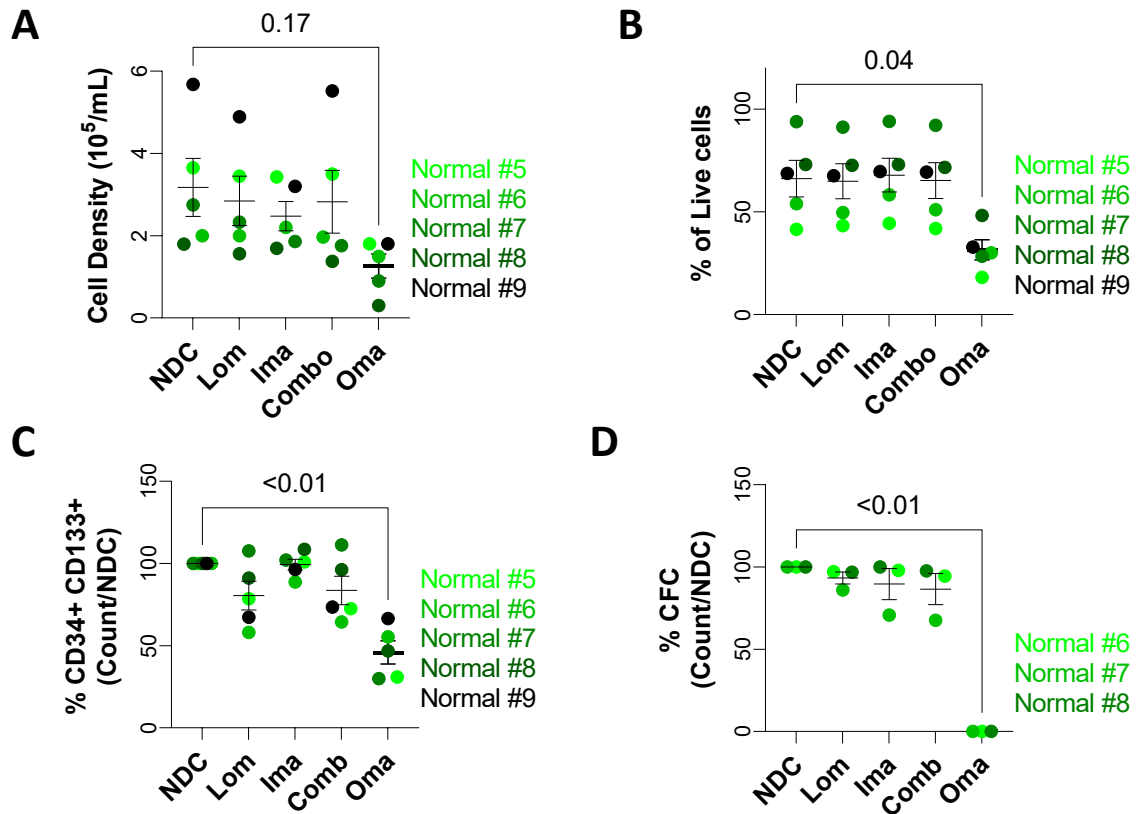 A
0.17
Cell Density (10⁵/mL)
6
4
2
0
NDC
Lom
Ima
Combo
Oma
Normal #5
Normal #6
Normal #7
Normal #8
Normal #9
B
0.04
% of Live cells
100
50
0
NDC
Lom
Ima
Combo
Oma
Normal #5
Normal #6
Normal #7
Normal #8
Normal #9
C
<0.01
% CD34+ CD133+
(Count/NDC)
150
100
50
0
NDC
Lom
Ima
Comb
Oma
Normal #5
Normal #6
Normal #7
Normal #8
Normal #9
D
<0.01
% CFC
(Count/NDC)
150
100
50
0
NDC
Lom
Ima
Comb
Oma
Normal #6
Normal #7
Normal #8